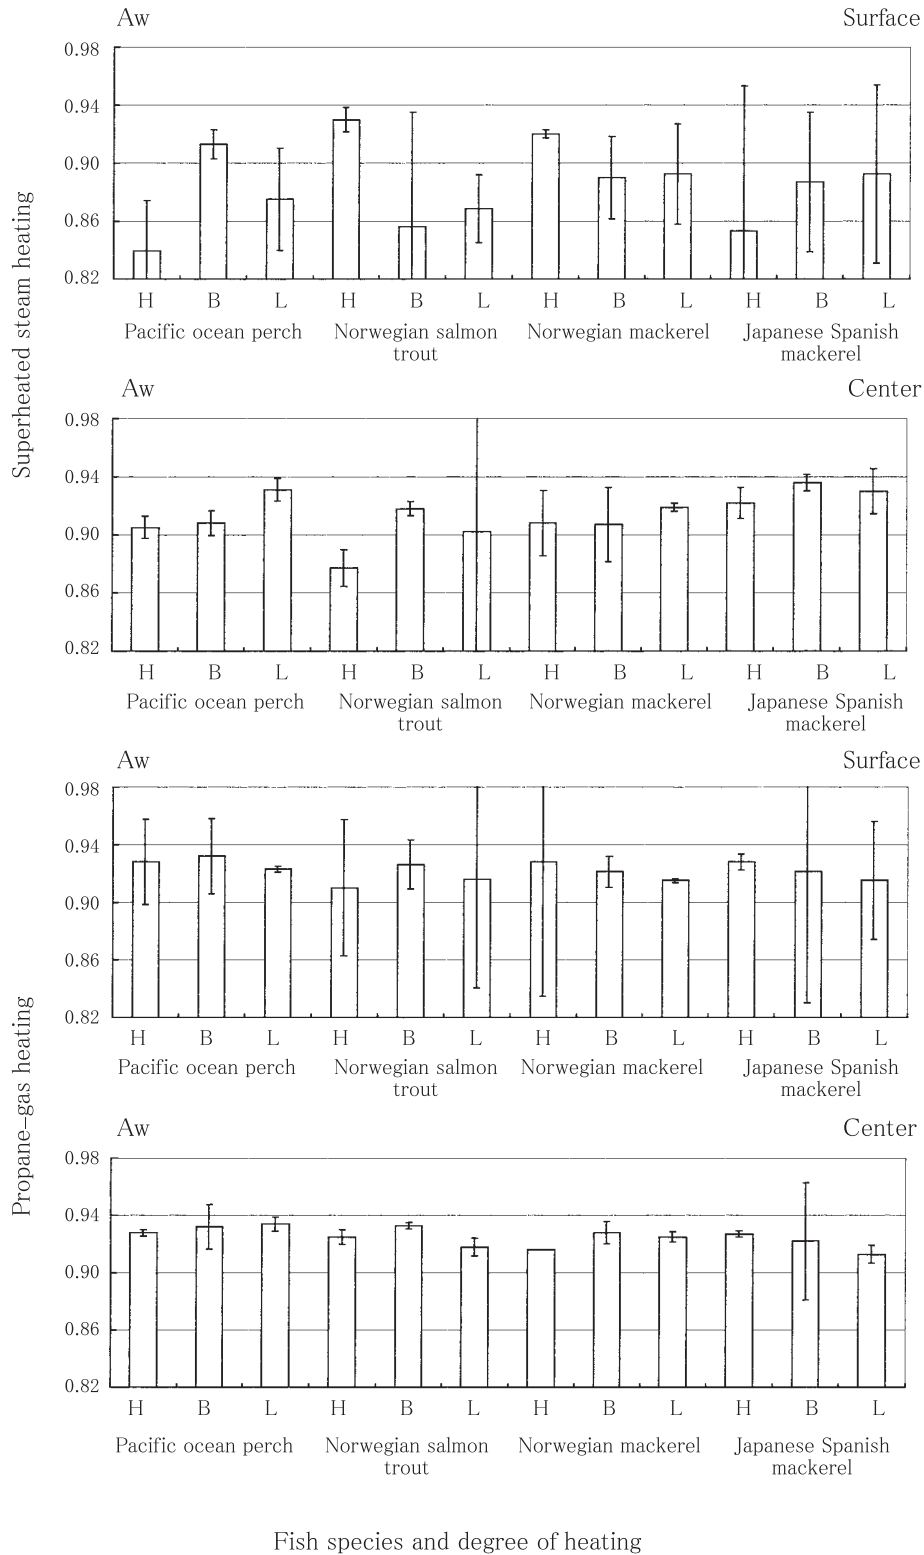 Aw Surface
0.98
0.94
0.90
0.86
0.82
H B L H B L H B L H B L
Pacific ocean perch Norwegian salmon trout Norwegian mackerel Japanese Spanish mackerel
Superheated steam heating
Aw Center
0.98
0.94
0.90
0.86
0.82
H B L H B L H B L H B L
Pacific ocean perch Norwegian salmon trout Norwegian mackerel Japanese Spanish mackerel
Aw Surface
0.98
0.94
0.90
0.86
0.82
H B L H B L H B L H B L
Pacific ocean perch Norwegian salmon trout Norwegian mackerel Japanese Spanish mackerel
Propane-gas heating
Aw Center
0.98
0.94
0.90
0.86
0.82
H B L H B L H B L H B L
Pacific ocean perch Norwegian salmon trout Norwegian mackerel Japanese Spanish mackerel
Fish species and degree of heating